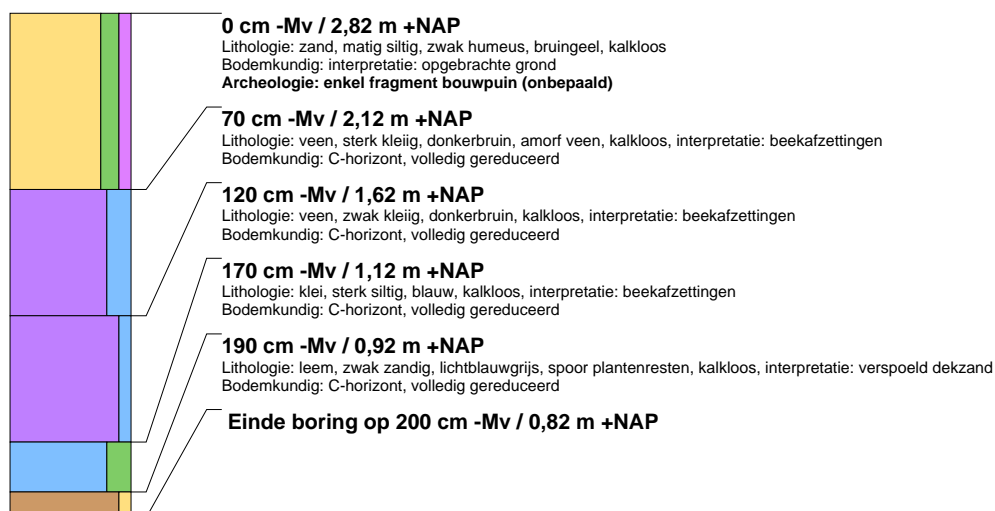 0 cm -Mv / 2,82 m +NAP
Lithologie: zand, matig siltig, zwak humeus, bruingeel, kalkloos
Bodemkundig: interpretatie: opgebrachte grond
Archeologie: enkel fragment bouwpuin (onbepaald)
70 cm -Mv / 2,12 m +NAP
Lithologie: veen, sterk kleiig, donkerbruin, amorf veen, kalkloos, interpretatie: beekafzettingen
Bodemkundig: C-horizont, volledig gereduceerd
120 cm -Mv / 1,62 m +NAP
Lithologie: veen, zwak kleiig, donkerbruin, kalkloos, interpretatie: beekafzettingen
Bodemkundig: C-horizont, volledig gereduceerd
170 cm -Mv / 1,12 m +NAP
Lithologie: klei, sterk siltig, blauw, kalkloos, interpretatie: beekafzettingen
Bodemkundig: C-horizont, volledig gereduceerd
190 cm -Mv / 0,92 m +NAP
Lithologie: leem, zwak zandig, lichtblauwgrijs, spoor plantenresten, kalkloos, interpretatie: verspoeld dekzand
Bodemkundig: C-horizont, volledig gereduceerd
Einde boring op 200 cm -Mv / 0,82 m +NAP